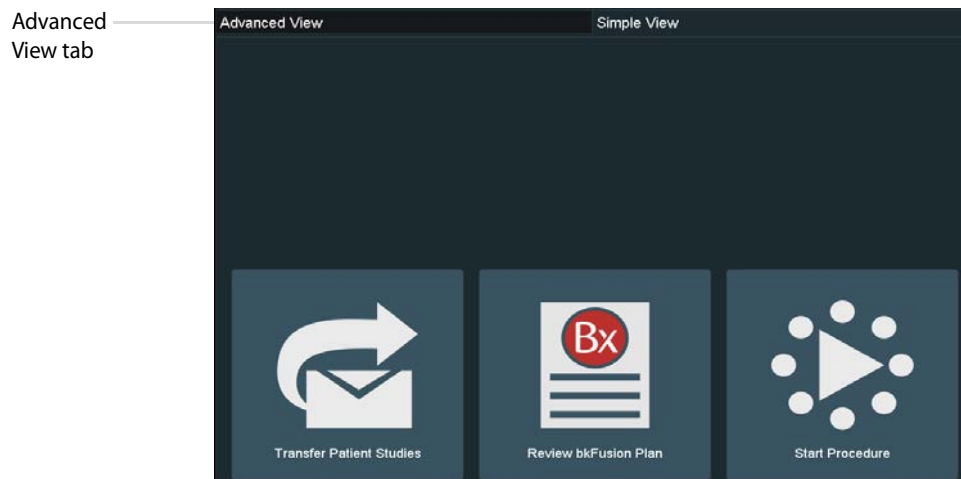 Advanced
View tab
Advanced View
Simple View
Bx
Transfer Patient Studies
Review bkFusion Plan
Start Procedure